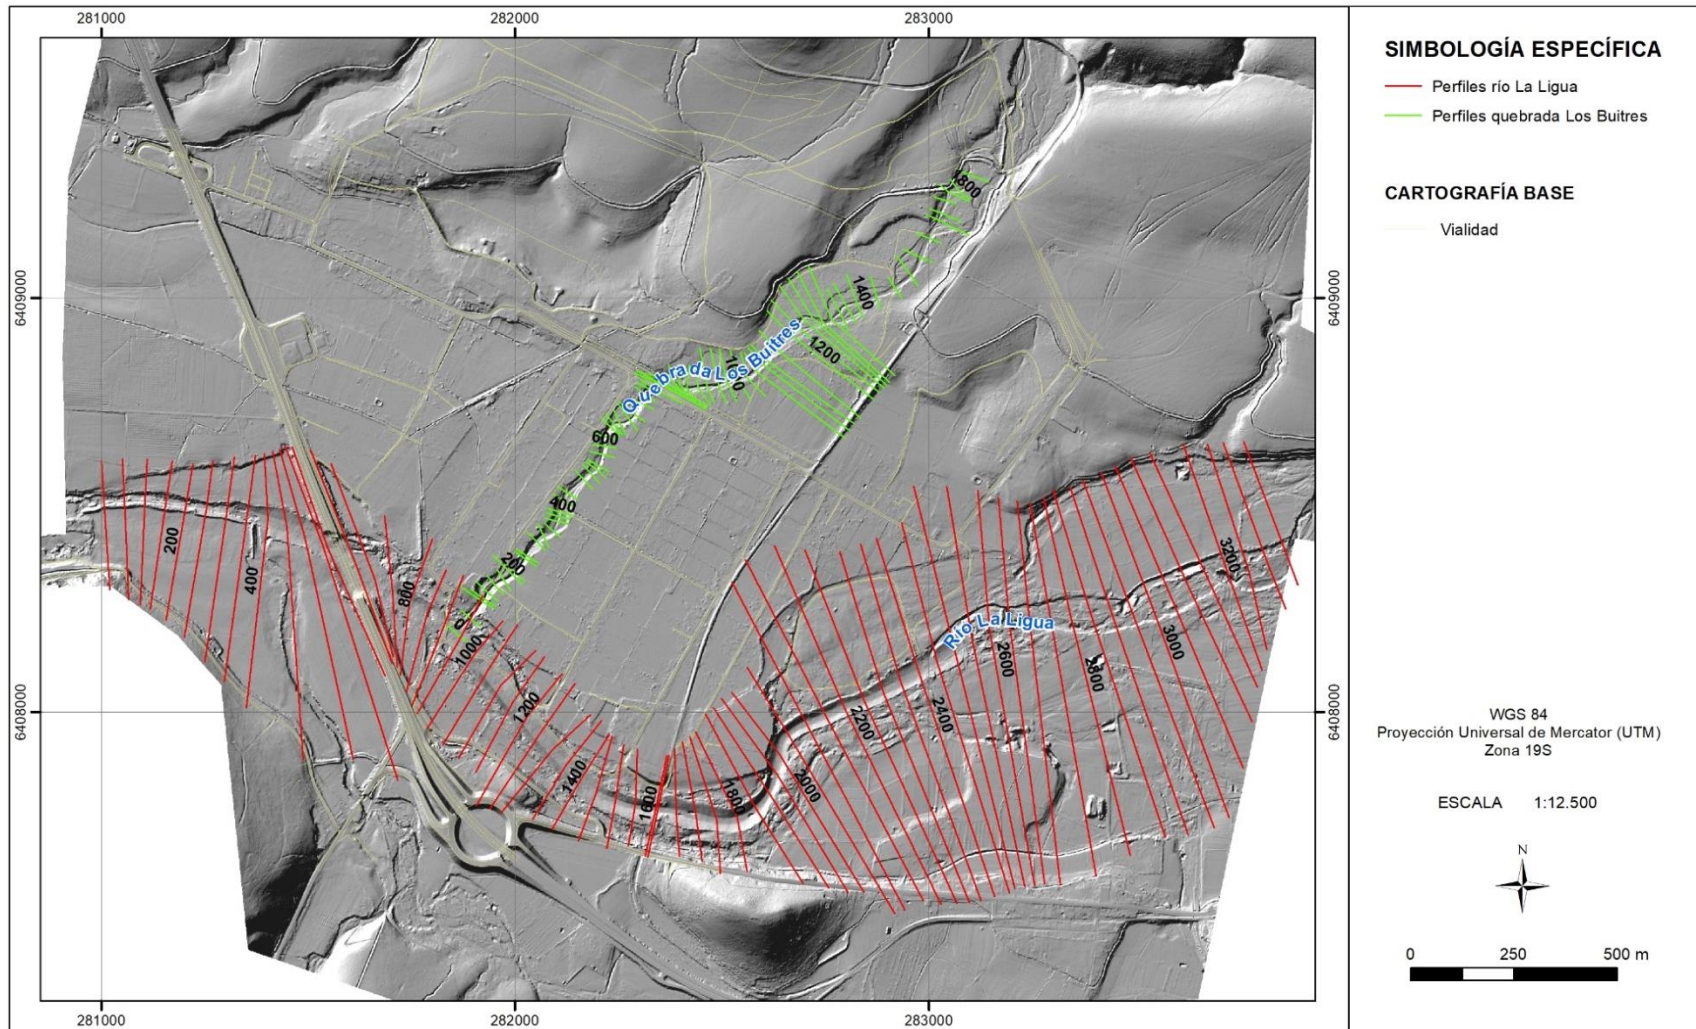 281000 282000 283000
SIMBOLOGÍA ESPECÍFICA
Perfiles río La Ligua
Perfiles quebrada Los Buitres
CARTOGRAFÍA BASE
Vialidad
6409000
6409000
6408000
6408000
1800
1400
1200
1000
Quebrada Los Buitres
600
400
200
0
200
400
800
1000
1200
1400
1600
1800
2000
2200
2400
2600
2800
3000
3200
Río La Ligua
WGS 84
Proyección Universal de Mercator (UTM)
Zona 19S
ESCALA 1:12.500
N
0 250 500 m
281000 282000 283000